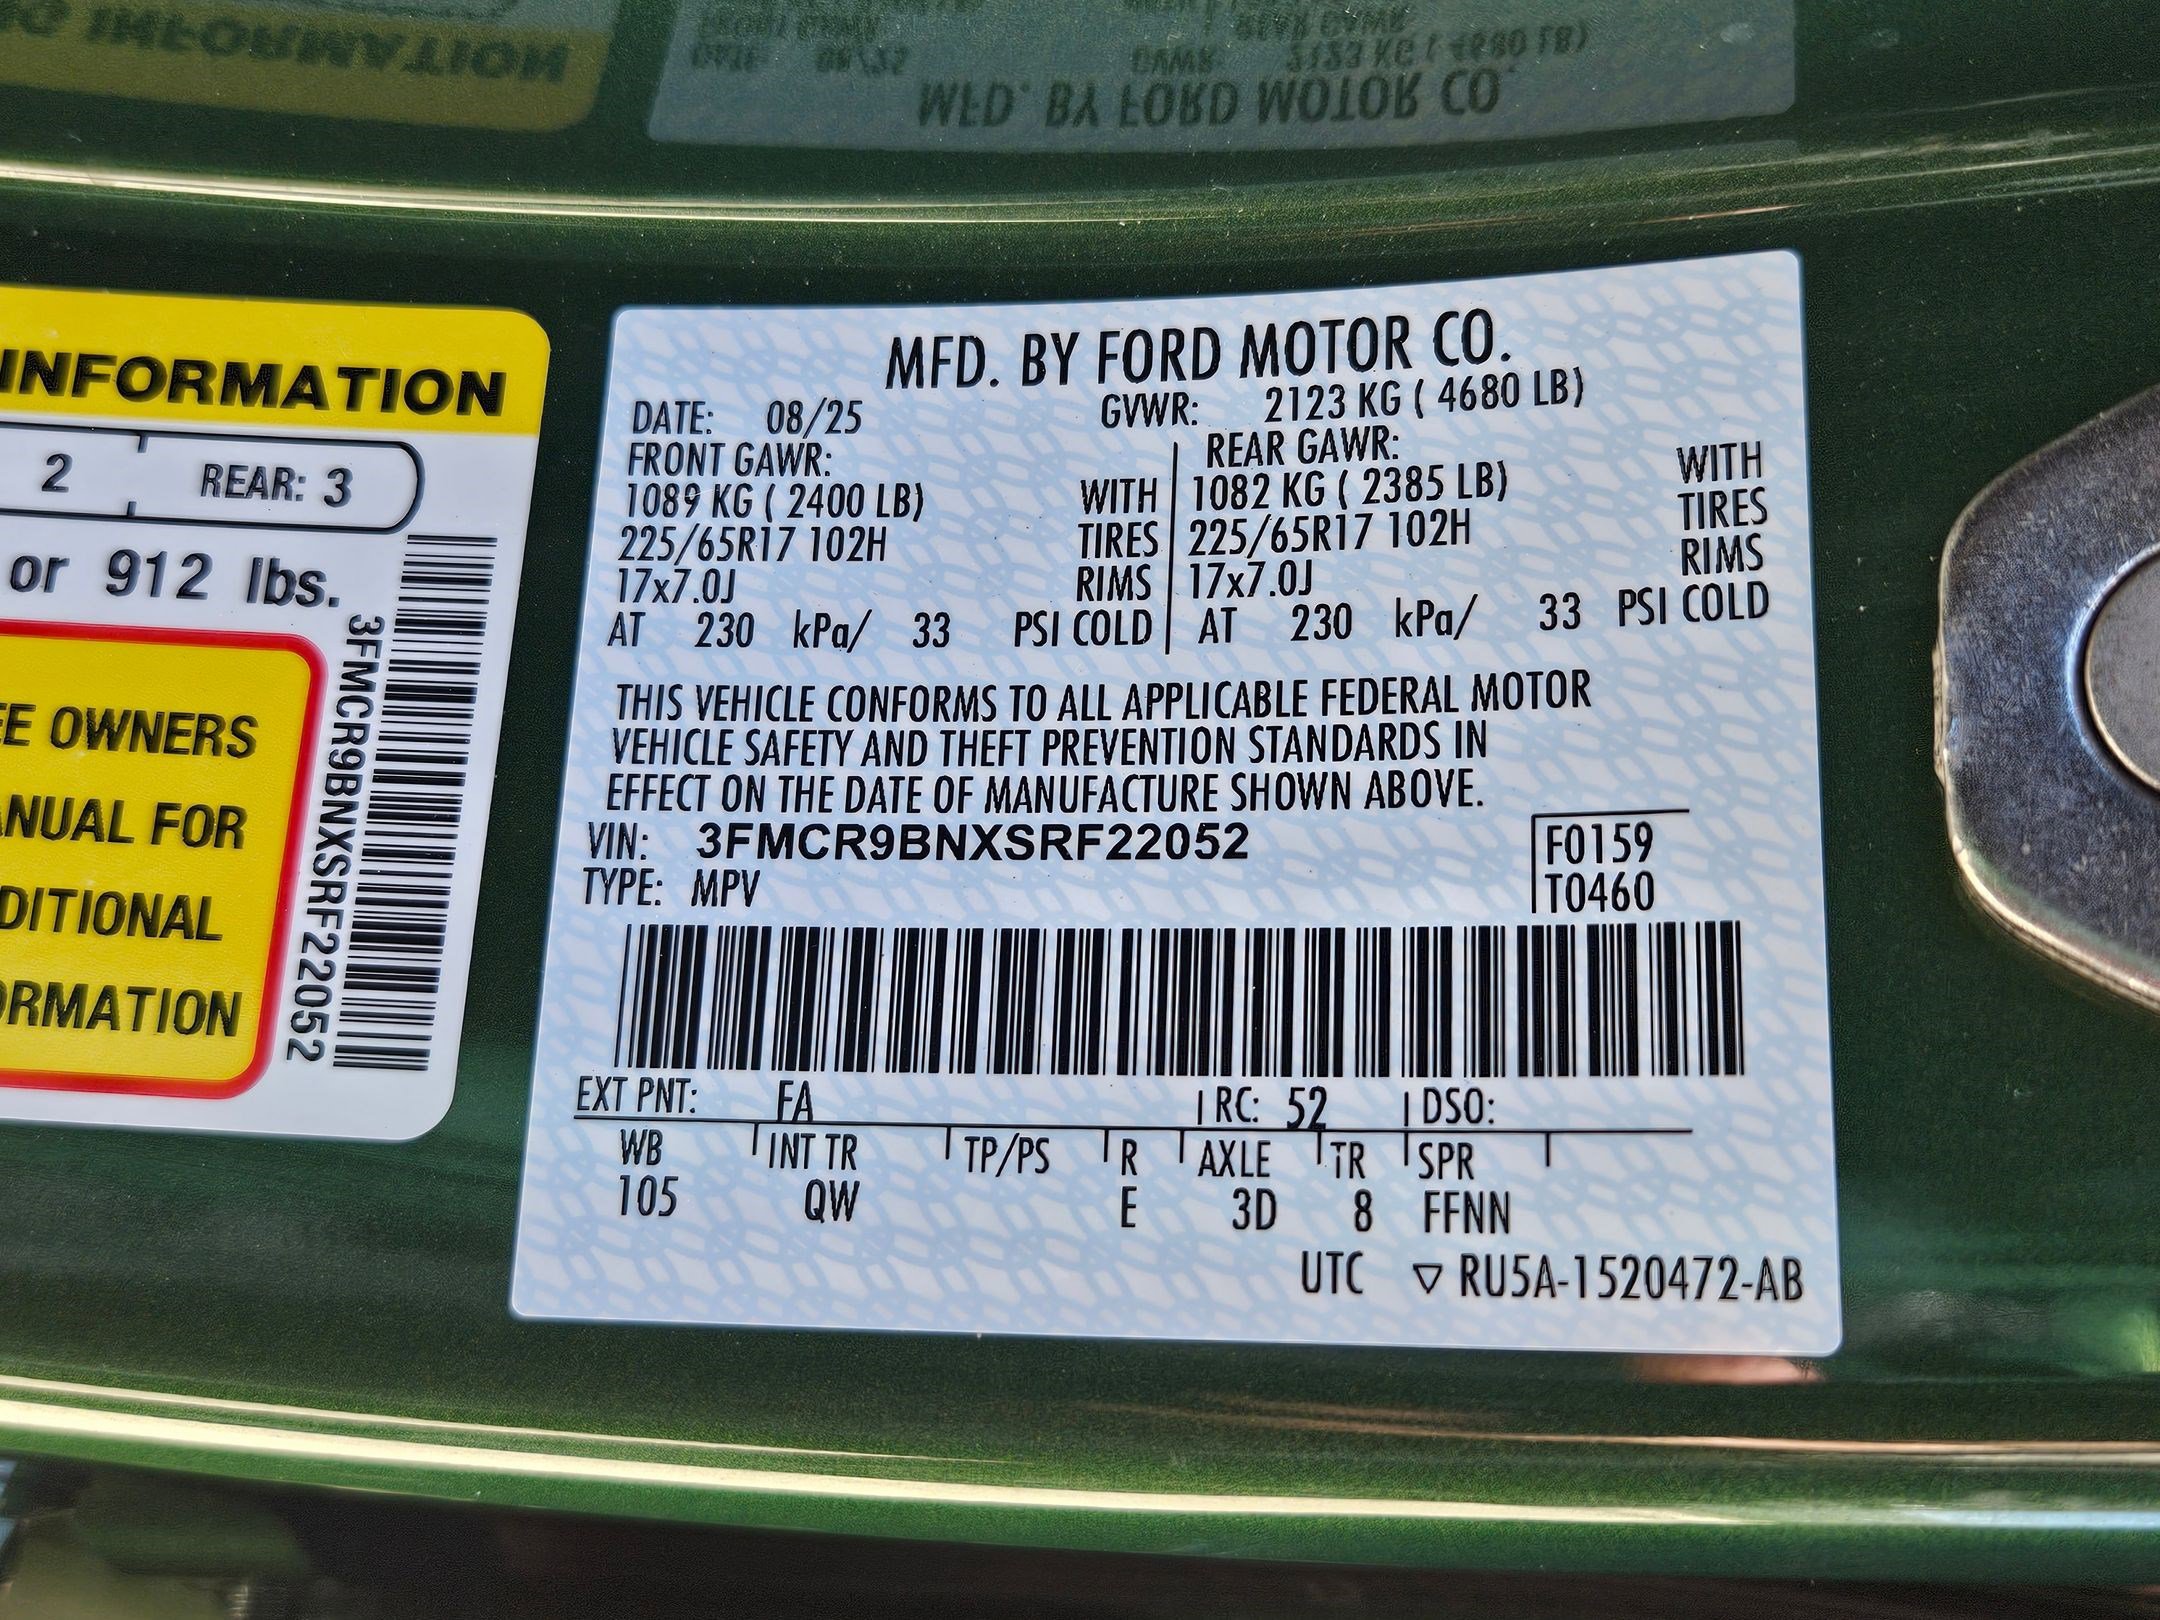 INFORMATION
2 REAR: 3
or 912 lbs.
OWNERS
FOR
3FMCR9BNXSRF22052
MFD. BY FORD MOTOR CO.
DATE: 08/25 GVWR: 2123 KG ( 4680 LB)
FRONT GAWR: REAR GAWR:
1089 KG ( 2400 LB) WITH 1082 KG ( 2385 LB) WITH
225/65R17 102H TIRES 225/65R17 102H TIRES
17x7.0J RIMS 17x7.0J RIMS
AT 230 kPa/ 33 PSI COLD AT 230 kPa/ 33 PSI COLD
THIS VEHICLE CONFORMS TO ALL APPLICABLE FEDERAL MOTOR
VEHICLE SAFETY AND THEFT PREVENTION STANDARDS IN
EFFECT ON THE DATE OF MANUFACTURE SHOWN ABOVE.
VIN: 3FMCR9BNXSRF22052 F0159
TYPE: MPV T0460
EXT PNT: FA RC: 52 DSO:
WB INT TR TP/PS R AXLE TR SPR
105 QW E 3D 8 FFNN
UTC ▽ RU5A-1520472-AB